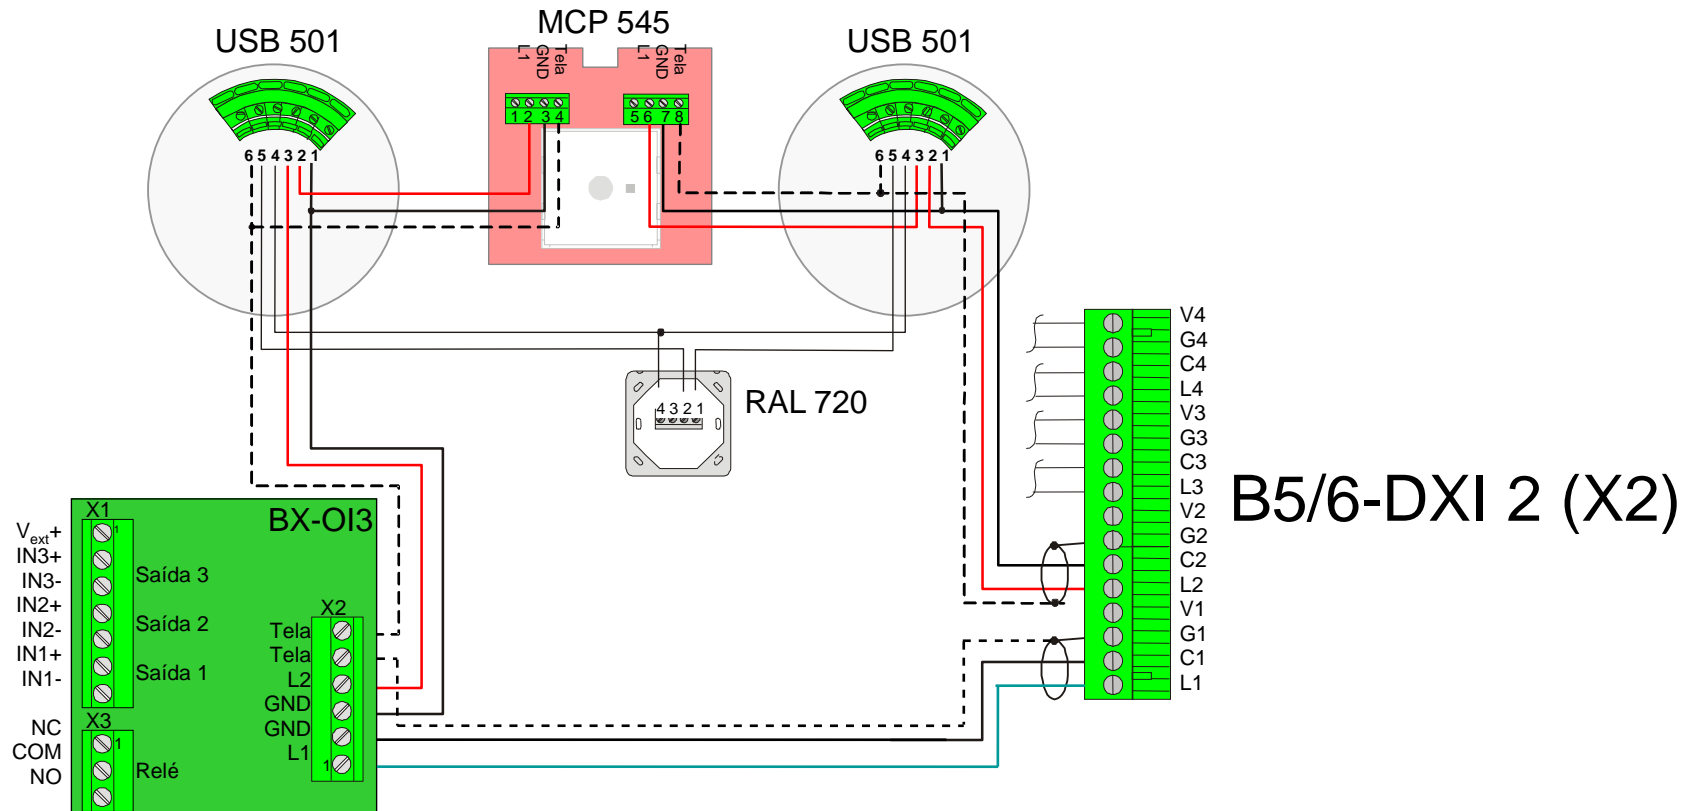 MCP 545
USB 501
USB 501
L1 GND Tela
L1 GND Tela
1 2 3 4
5 6 7 8
6 5 4 3 2 1
6 5 4 3 2 1
RAL 720
4 3 2 1
V4
G4
C4
L4
V3
G3
C3
L3
V2
G2
C2
L2
V1
G1
C1
L1
B5/6-DXI 2 (X2)
BX-OI3
X1
1
Vext+
IN3+
IN3-
IN2+
IN2-
IN1+
IN1-
Saída 3
Saída 2
Saída 1
X2
Tela
Tela
L2
GND
GND
L1
1
X3
1
NC
COM
NO
Relé